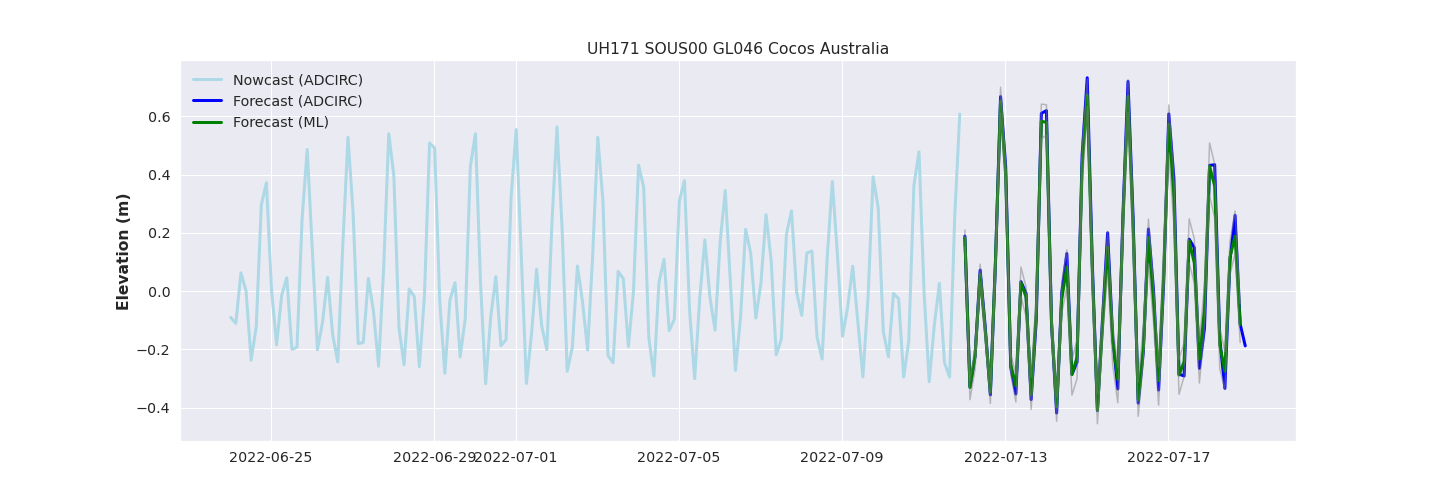 UH171 SOUS00 GL046 Cocos Australia
Nowcast (ADCIRC)
Forecast (ADCIRC)
Forecast (ML)
Elevation (m)
0.6
0.4
0.2
0.0
−0.2
−0.4
2022-06-25 2022-06-29 2022-07-01 2022-07-05 2022-07-09 2022-07-13 2022-07-17